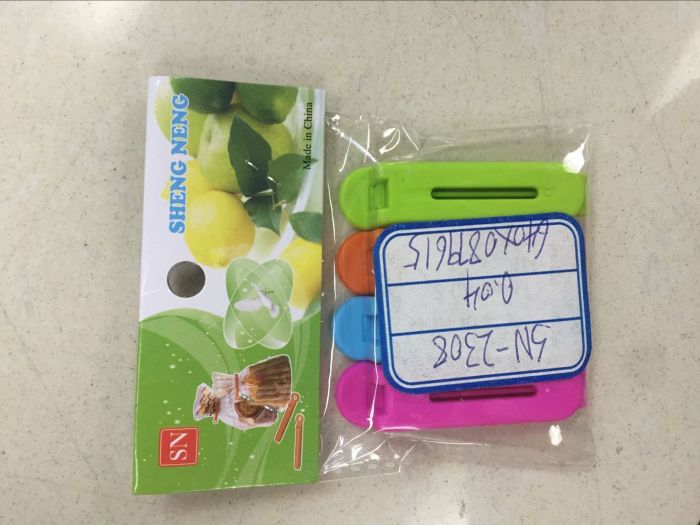 SHENG NENG
Made in China
SN
SN-2308
0.04